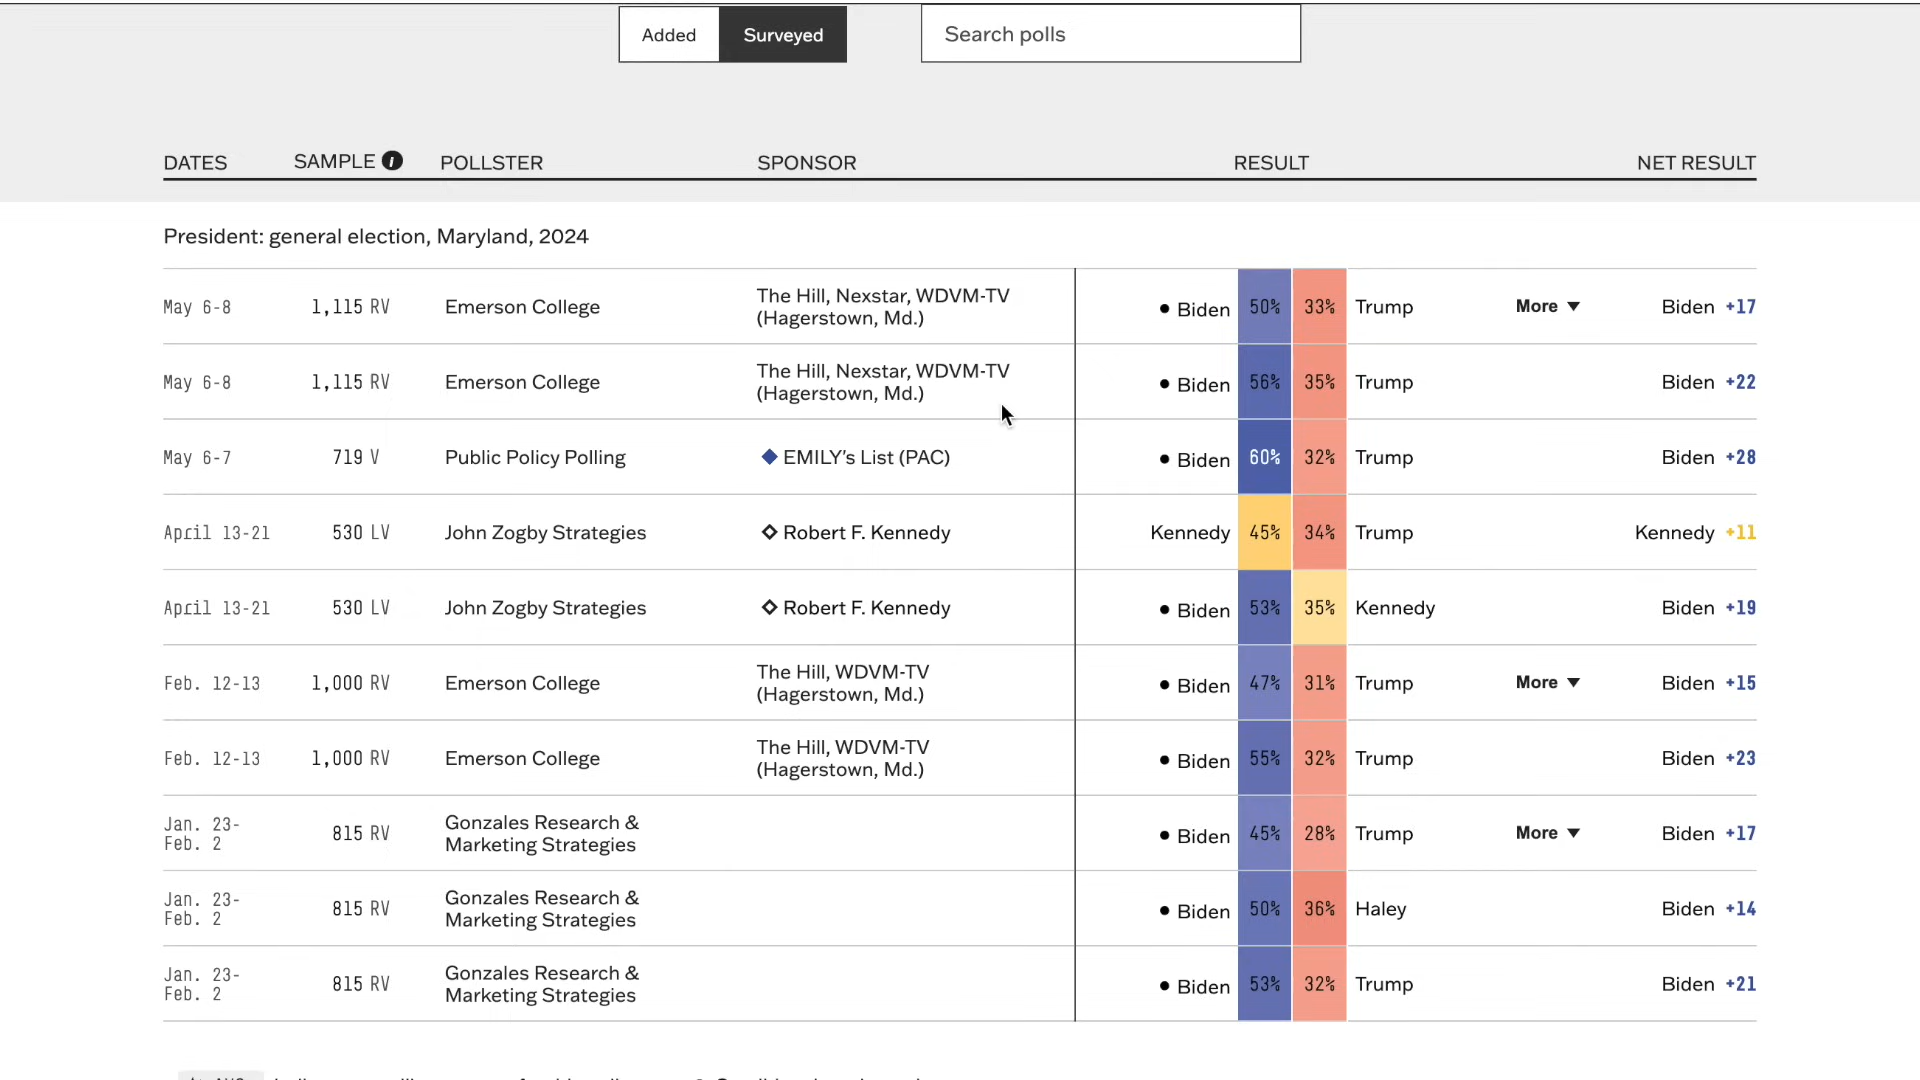 Added Surveyed Search polls
DATES SAMPLE i POLLSTER SPONSOR RESULT NET RESULT
President: general election, Maryland, 2024
May 6-8 1,115 RV Emerson College The Hill, Nexstar, WDVM-TV
(Hagerstown, Md.) Biden 50% 33% Trump More Biden +17
May 6-8 1,115 RV Emerson College The Hill, Nexstar, WDVM-TV
(Hagerstown, Md.) Biden 56% 35% Trump Biden +22
May 6-7 719 V Public Policy Polling EMILY’s List (PAC) Biden 60% 32% Trump Biden +28
April 13-21 530 LV John Zogby Strategies Robert F. Kennedy Kennedy 45% 34% Trump Kennedy +11
April 13-21 530 LV John Zogby Strategies Robert F. Kennedy Biden 53% 35% Kennedy Biden +19
Feb. 12-13 1,000 RV Emerson College The Hill, WDVM-TV
(Hagerstown, Md.) Biden 47% 31% Trump More Biden +15
Feb. 12-13 1,000 RV Emerson College The Hill, WDVM-TV
(Hagerstown, Md.) Biden 55% 32% Trump Biden +23
Jan. 23-
Feb. 2 815 RV Gonzales Research &
Marketing Strategies Biden 45% 28% Trump More Biden +17
Jan. 23-
Feb. 2 815 RV Gonzales Research &
Marketing Strategies Biden 50% 36% Haley Biden +14
Jan. 23-
Feb. 2 815 RV Gonzales Research &
Marketing Strategies Biden 53% 32% Trump Biden +21